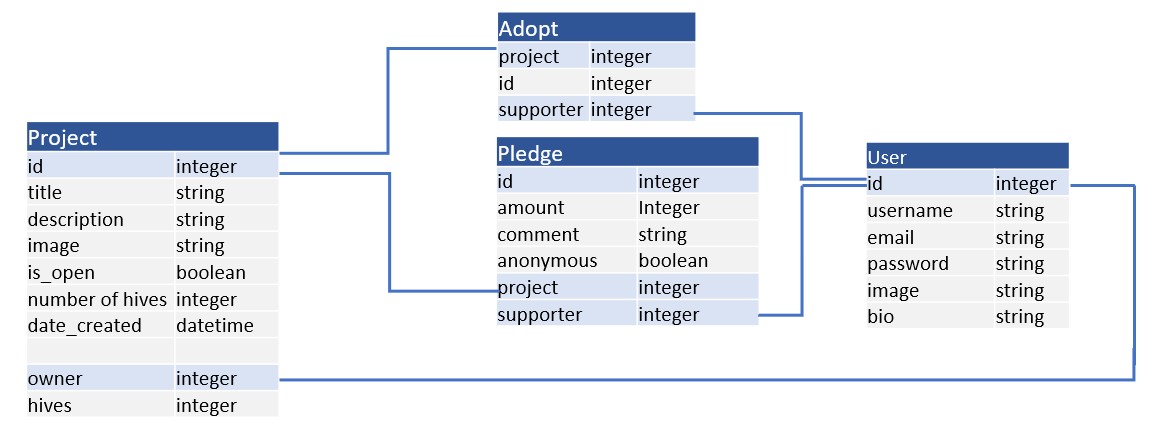 Adopt
project integer
id integer
supporter integer
Project
id integer
title string
description string
image string
is_open boolean
number of hives integer
date_created datetime
owner integer
hives integer
Pledge
id integer
amount Integer
comment string
anonymous boolean
project integer
supporter integer
User
id integer
username string
email string
password string
image string
bio string